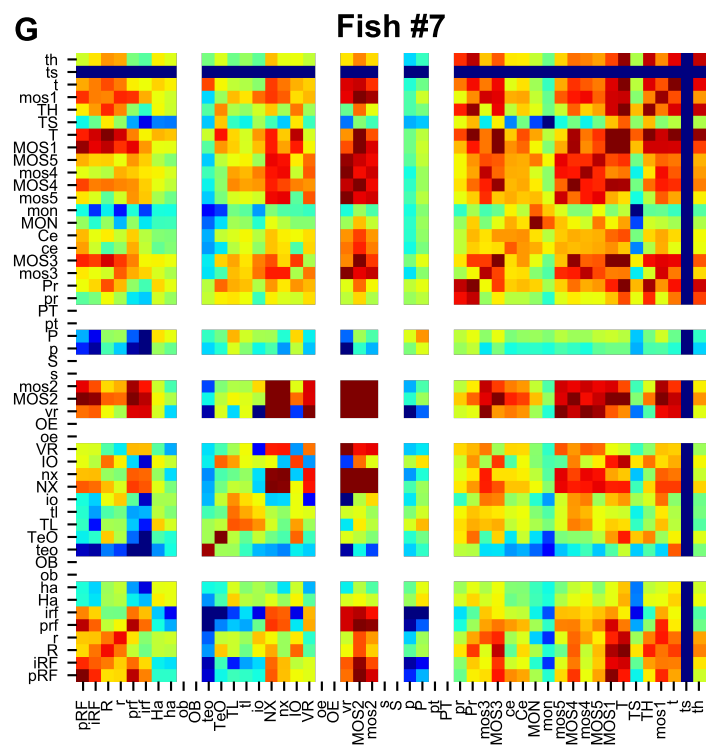 G
Fish #7
th
ts
t
mos1
TH
TS
T
MOS1
MOS5
mos4
MOS4
mos5
mon
MON
Ce
ce
MOS3
mos3
Pr
pr
PT
pt
P
p
S
s
mos2
MOS2
vr
OE
oe
VR
IO
nx
NX
io
tl
TL
TeO
teo
OB
ob
ha
Ha
irf
prf
r
R
iRF
pRF
pRF iRF R r prf irf Ha ha ob OB teo TeO TL tl io NX nx IO VR oe OE vr MOS2 mos2 s S p P pt PT pr Pr mos3 MOS3 ce Ce MON mon mos5 MOS4 mos4 MOS5 MOS1 T TS TH mos1 t ts th